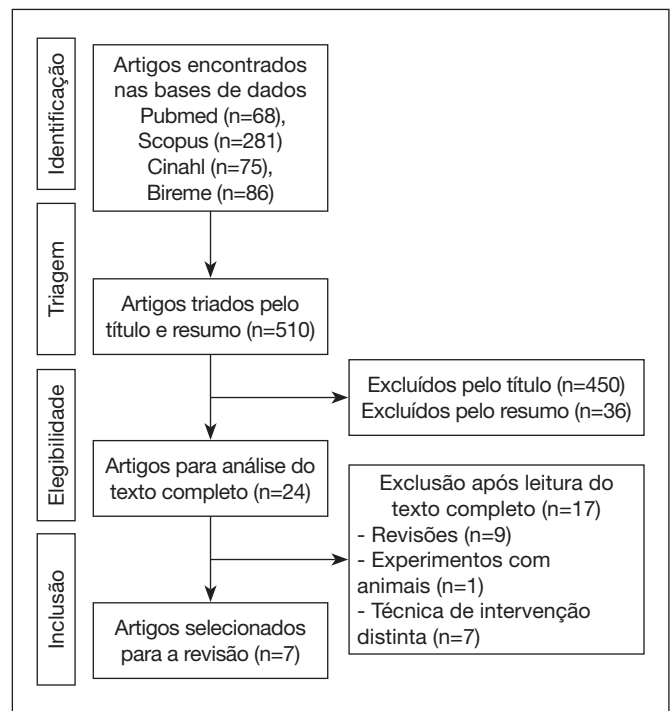 Identificação
Artigos encontrados
nas bases de dados
Pubmed (n=68),
Scopus (n=281)
Cinahl (n=75),
Bireme (n=86)
Triagem
Artigos triados pelo
título e resumo (n=510)
Excluídos pelo título (n=450)
Excluídos pelo resumo (n=36)
Elegibilidade
Artigos para análise do
texto completo (n=24)
Exclusão após leitura do
texto completo (n=17)
- Revisões (n=9)
- Experimentos com
animais (n=1)
- Técnica de intervenção
distinta (n=7)
Inclusão
Artigos selecionados
para a revisão (n=7)